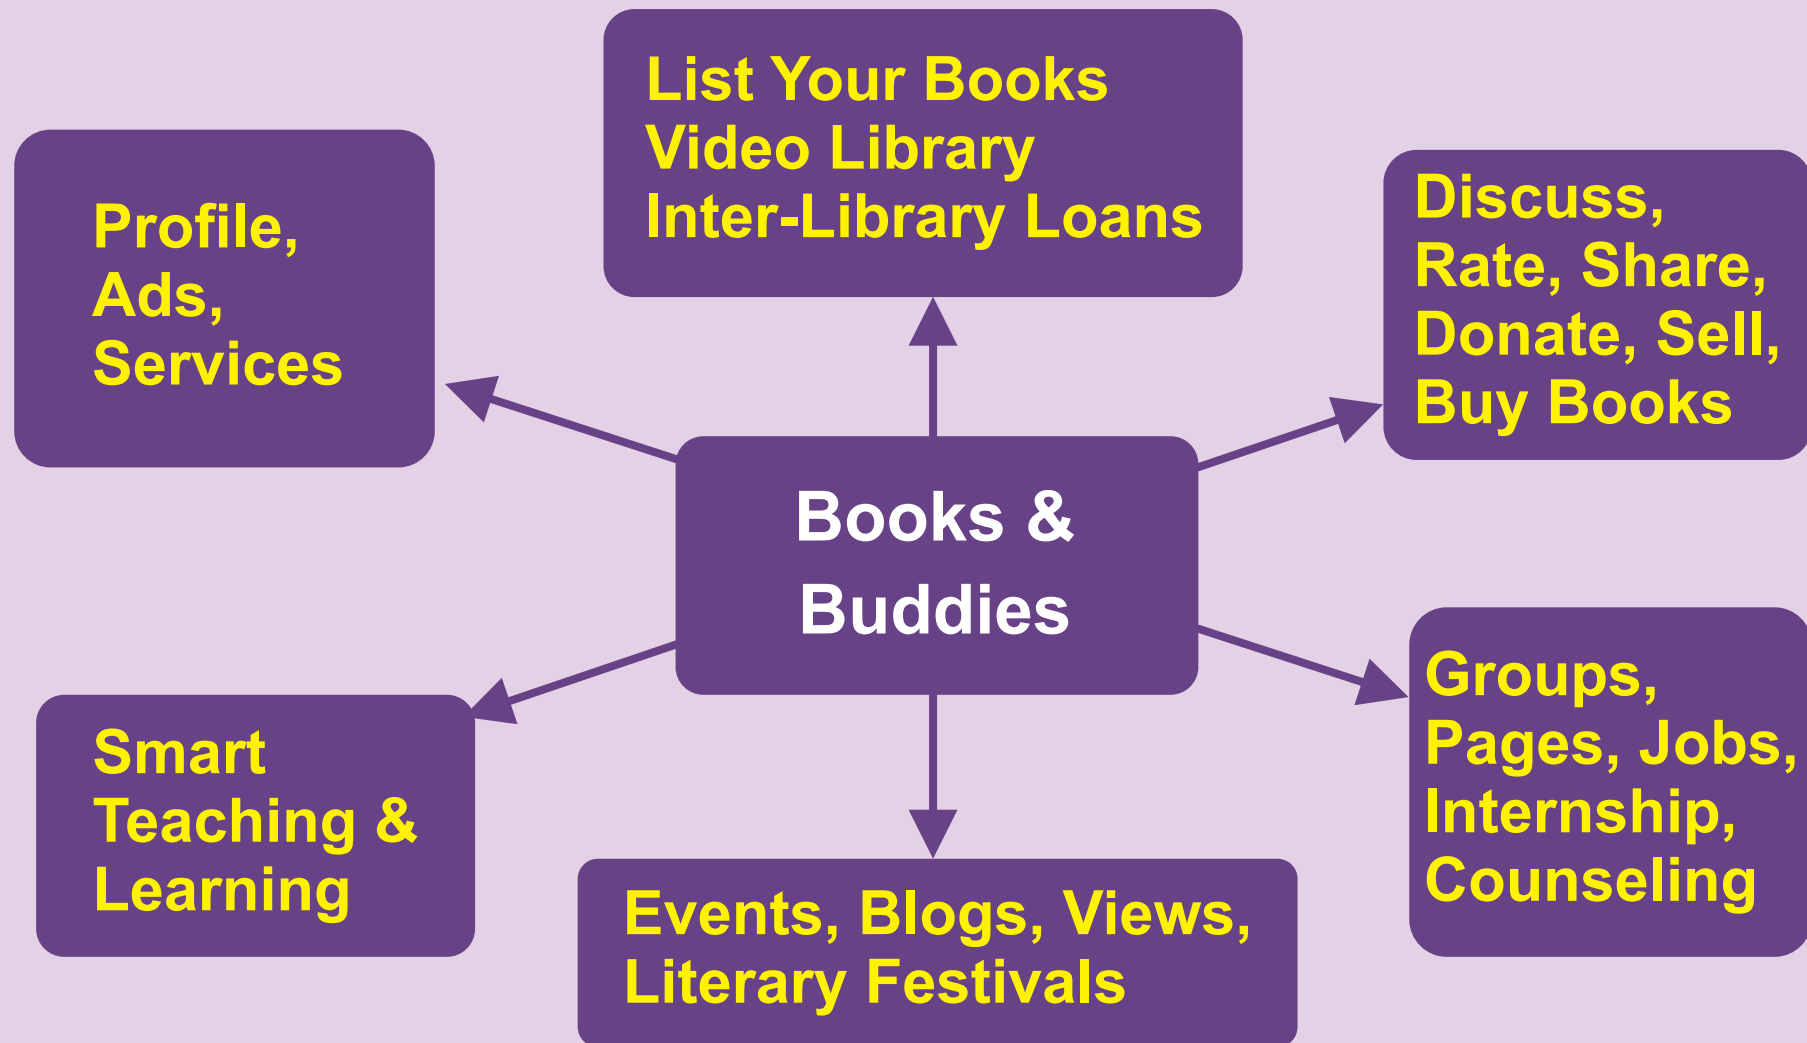 List Your Books
Video Library
Inter-Library Loans
Profile,
Ads,
Services
Discuss,
Rate, Share,
Donate, Sell,
Buy Books
Books &
Buddies
Smart
Teaching &
Learning
Groups,
Pages, Jobs,
Internship,
Counseling
Events, Blogs, Views,
Literary Festivals